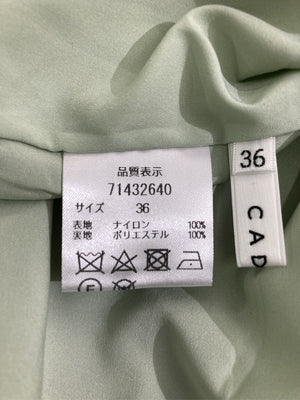 品質表示
71432640
サイズ 36
表地 ナイロン 100%
裏地 ポリエステル 100%
36
CAD